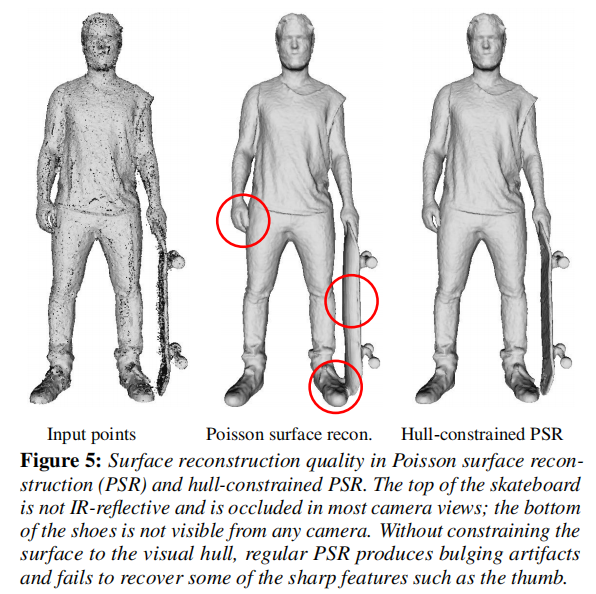 Input points
Poisson surface recon.
Hull-constrained PSR
Figure 5: Surface reconstruction quality in Poisson surface recon-
struction (PSR) and hull-constrained PSR. The top of the skateboard
is not IR-reflective and is occluded in most camera views; the bottom
of the shoes is not visible from any camera. Without constraining the
surface to the visual hull, regular PSR produces bulging artifacts
and fails to recover some of the sharp features such as the thumb.